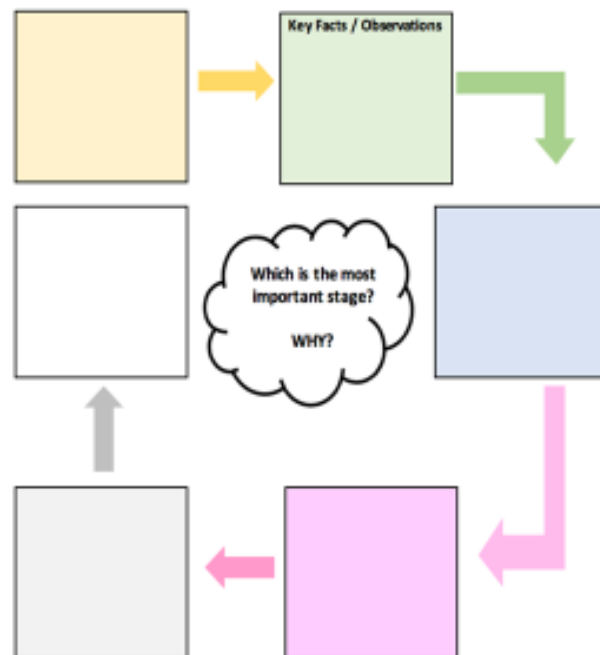 Key Facts / Observations
Which is the most
important stage?
WHY?